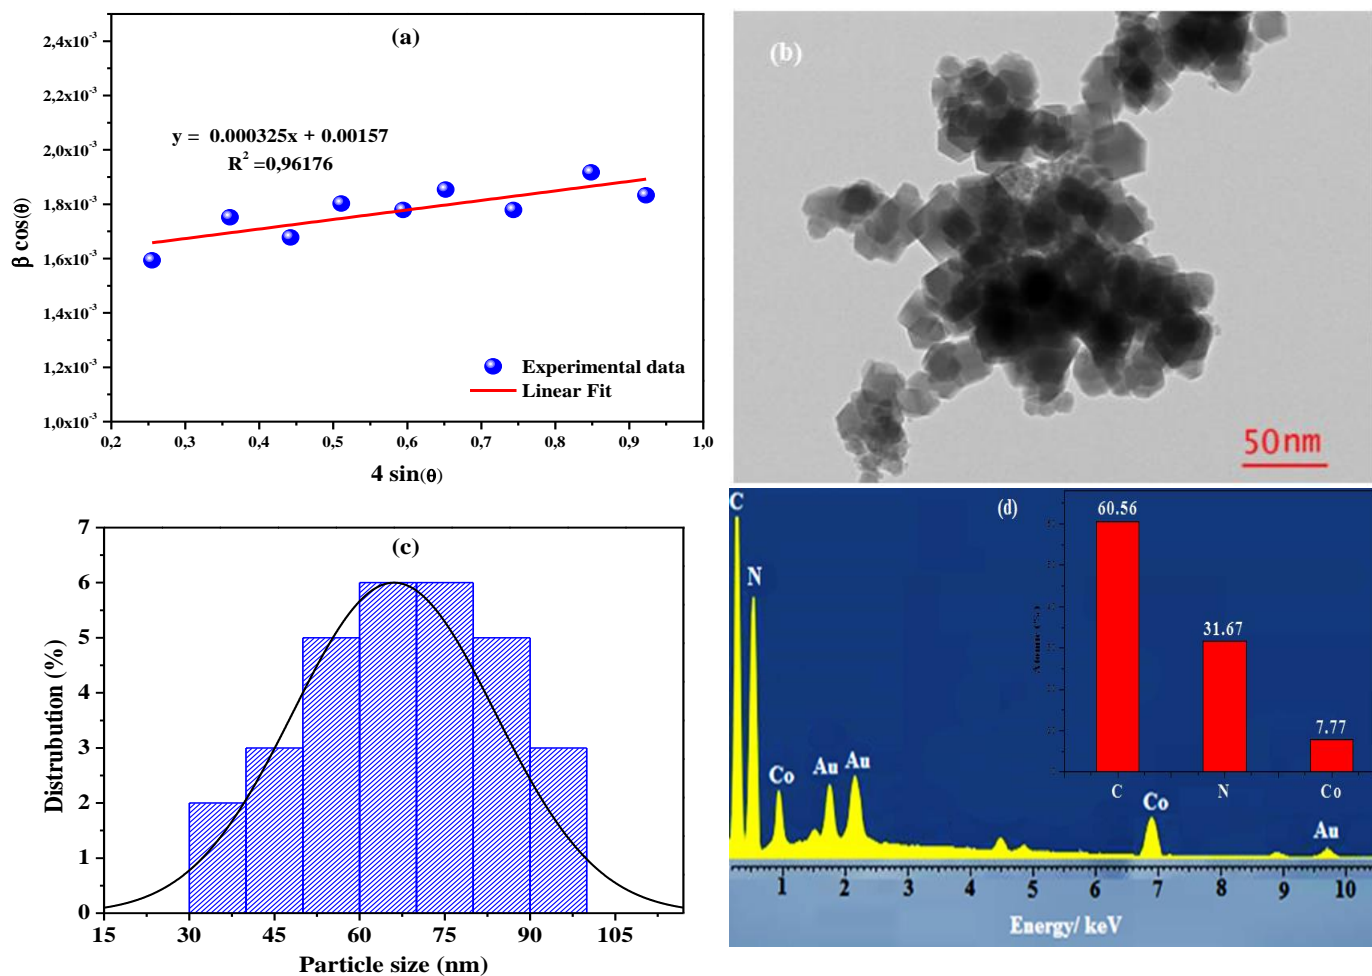 (a)
2,4x10⁻³
2,2x10⁻³
2,0x10⁻³
1,8x10⁻³
1,6x10⁻³
1,4x10⁻³
1,2x10⁻³
1,0x10⁻³
β cos(θ)
y = 0.000325x + 0.00157
R² =0,96176
Experimental data
Linear Fit
0,2 0,3 0,4 0,5 0,6 0,7 0,8 0,9 1,0
4 sin(θ)
(b)
50nm
(c)
7
6
5
4
3
2
1
0
Distrubution (%)
15 30 45 60 75 90 105
Particle size (nm)
(d)
C
N
Co
Au
Au
Co
Au
1 2 3 4 5 6 7 8 9 10
Energy/ keV
60.56
31.67
7.77
C N Co